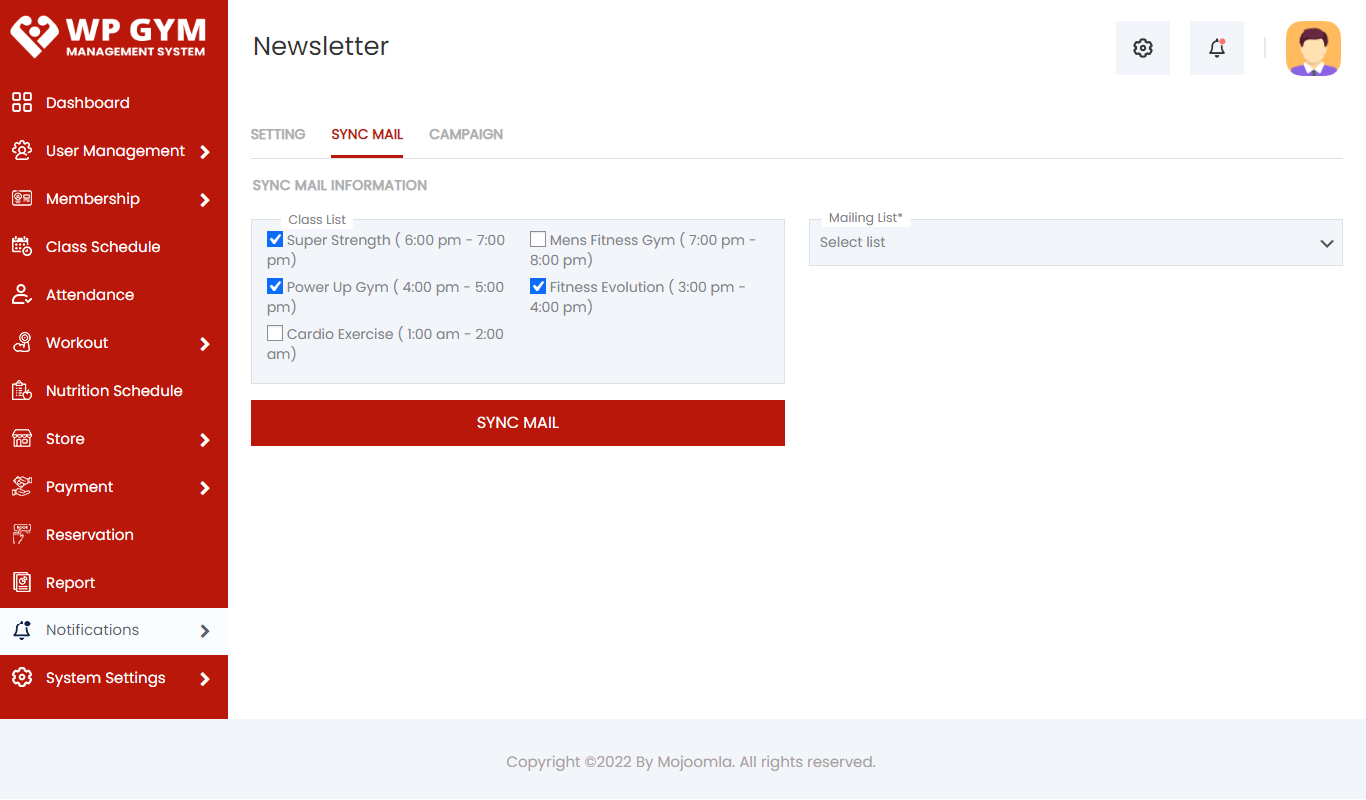 WP GYM
MANAGEMENT SYSTEM
Dashboard
User Management
Membership
Class Schedule
Attendance
Workout
Nutrition Schedule
Store
Payment
Reservation
Report
Notifications
System Settings
Newsletter
SETTING SYNC MAIL CAMPAIGN
SYNC MAIL INFORMATION
Class List
Super Strength ( 6:00 pm - 7:00
pm)
Mens Fitness Gym ( 7:00 pm -
8:00 pm)
Power Up Gym ( 4:00 pm - 5:00
pm)
Fitness Evolution ( 3:00 pm -
4:00 pm)
Cardio Exercise ( 1:00 am - 2:00
am)
Mailing List*
Select list
SYNC MAIL
Copyright ©2022 By Mojoomla. All rights reserved.